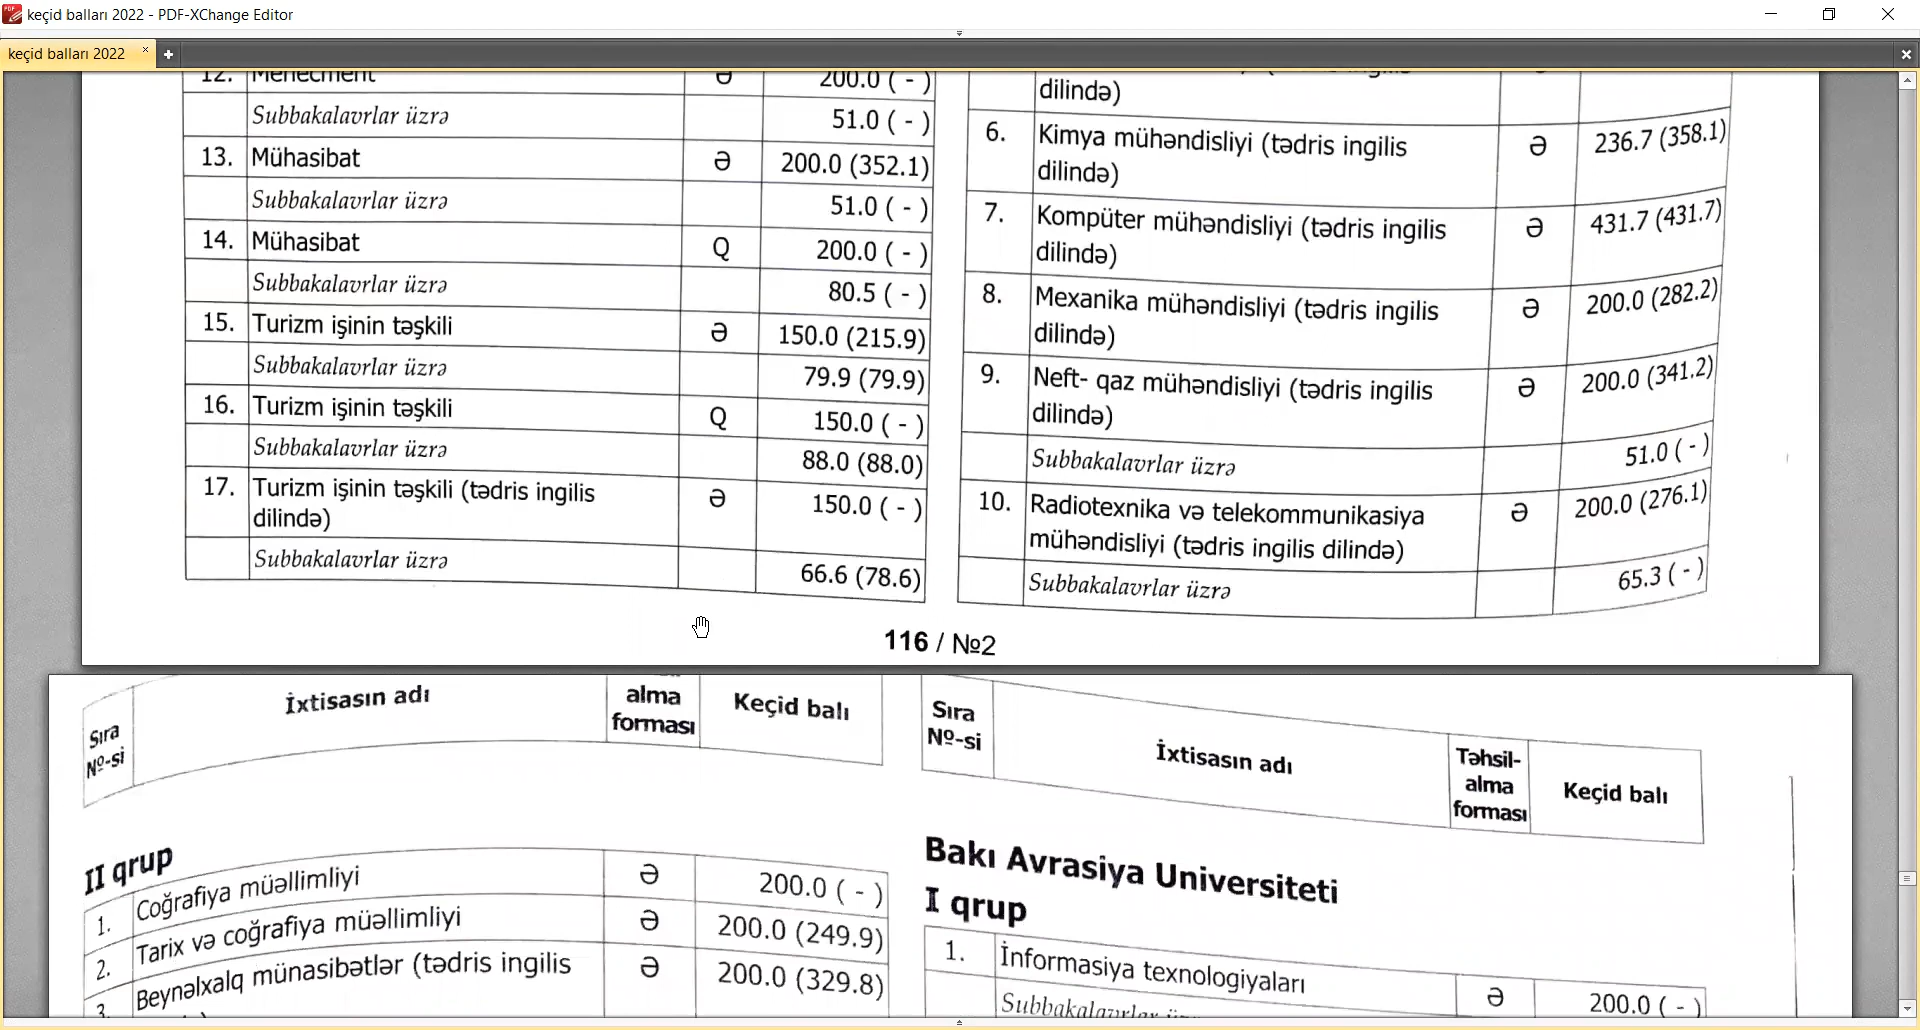 keçid balları 2022 - PDF-XChange Editor
keçid balları 2022
12. Menecment Ə 200.0 ( - )
Subbakalavrlar üzrə 51.0 ( - )
13. Mühasibat Ə 200.0 (352.1)
Subbakalavrlar üzrə 51.0 ( - )
14. Mühasibat Q 200.0 ( - )
Subbakalavrlar üzrə 80.5 ( - )
15. Turizm işinin təşkili Ə 150.0 (215.9)
Subbakalavrlar üzrə 79.9 (79.9)
16. Turizm işinin təşkili Q 150.0 ( - )
Subbakalavrlar üzrə 88.0 (88.0)
17. Turizm işinin təşkili (tədris ingilis Ə 150.0 ( - )
dilində)
Subbakalavrlar üzrə 66.6 (78.6)
dilində)
6. Kimya mühəndisliyi (tədris ingilis Ə 236.7 (358.1)
dilində)
7. Kompüter mühəndisliyi (tədris ingilis Ə 431.7 (431.7)
dilində)
8. Mexanika mühəndisliyi (tədris ingilis Ə 200.0 (282.2)
dilində)
9. Neft- qaz mühəndisliyi (tədris ingilis Ə 200.0 (341.2)
dilində)
Subbakalavrlar üzrə 51.0 ( - )
10. Radiotexnika və telekommunikasiya Ə 200.0 (276.1)
mühəndisliyi (tədris ingilis dilində)
Subbakalavrlar üzrə 65.3 ( - )
116 / №2
Sıra
№-si
İxtisasın adı
alma
forması
Keçid balı
II qrup
1. Coğrafiya müəllimliyi Ə 200.0 ( - )
2. Tarix və coğrafiya müəllimliyi Ə 200.0 (249.9)
3. Beynəlxalq münasibətlər (tədris ingilis Ə 200.0 (329.8)
Sıra
№-si
İxtisasın adı
Təhsil-
alma
forması
Keçid balı
Bakı Avrasiya Universiteti
I qrup
1. İnformasiya texnologiyaları Ə 200.0 ( - )
Subbakalavrlar üzrə